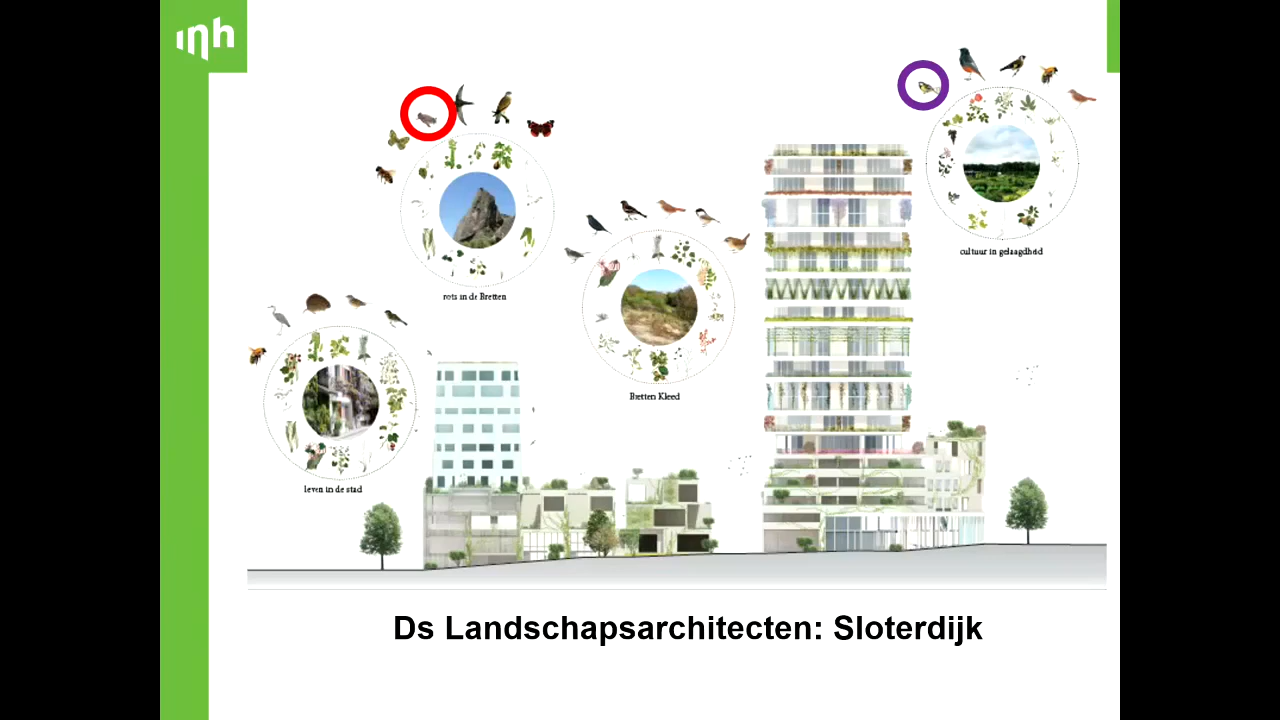 inh
cultuur in gelaagdheid
rots in de Bretten
Bretten Kleed
leven in de stad
Ds Landschapsarchitecten: Sloterdijk